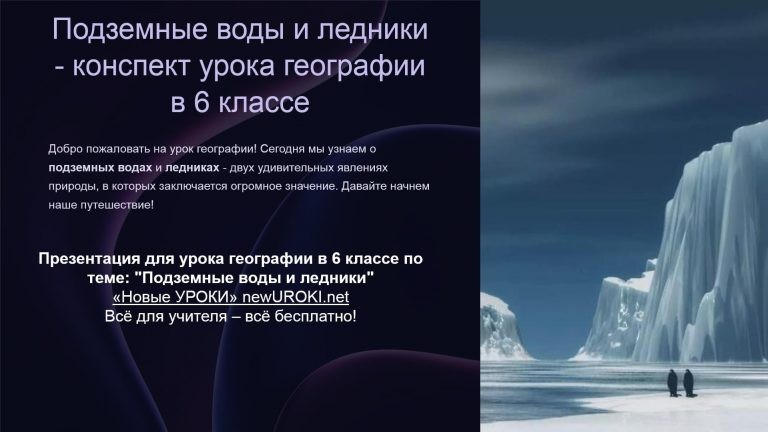 Подземные воды и ледники
- конспект урока географии
в 6 классе
Добро пожаловать на урок географии! Сегодня мы узнаем о
подземных водах и ледниках - двух удивительных явлениях
природы, в которых заключается огромное значение. Давайте начнем
наше путешествие!
Презентация для урока географии в 6 классе по
теме: "Подземные воды и ледники"
«Новые УРОКИ» newUROKI.net
Всё для учителя – всё бесплатно!